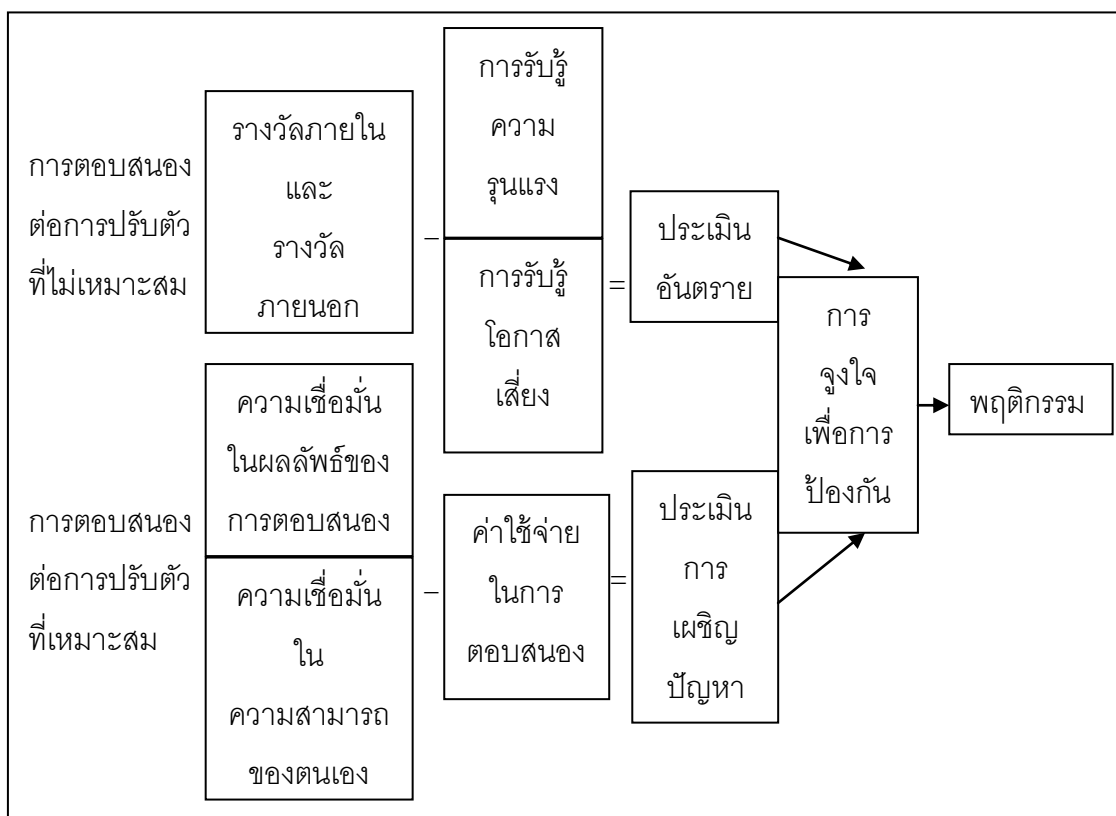 การตอบสนอง
ต่อการปรับตัว
ที่ไม่เหมาะสม
รางวัลภายใน
และ
รางวัล
ภายนอก
–
การรับรู้
ความ
รุนแรง
การรับรู้
โอกาส
เสี่ยง
=
ประเมิน
อันตราย
การตอบสนอง
ต่อการปรับตัว
ที่เหมาะสม
ความเชื่อมั่น
ในผลลัพธ์ของ
การตอบสนอง
ความเชื่อมั่น
ใน
ความสามารถ
ของตนเอง
–
ค่าใช้จ่าย
ในการ
ตอบสนอง
=
ประเมิน
การ
เผชิญ
ปัญหา
การ
จูงใจ
เพื่อการ
ป้องกัน
พฤติกรรม